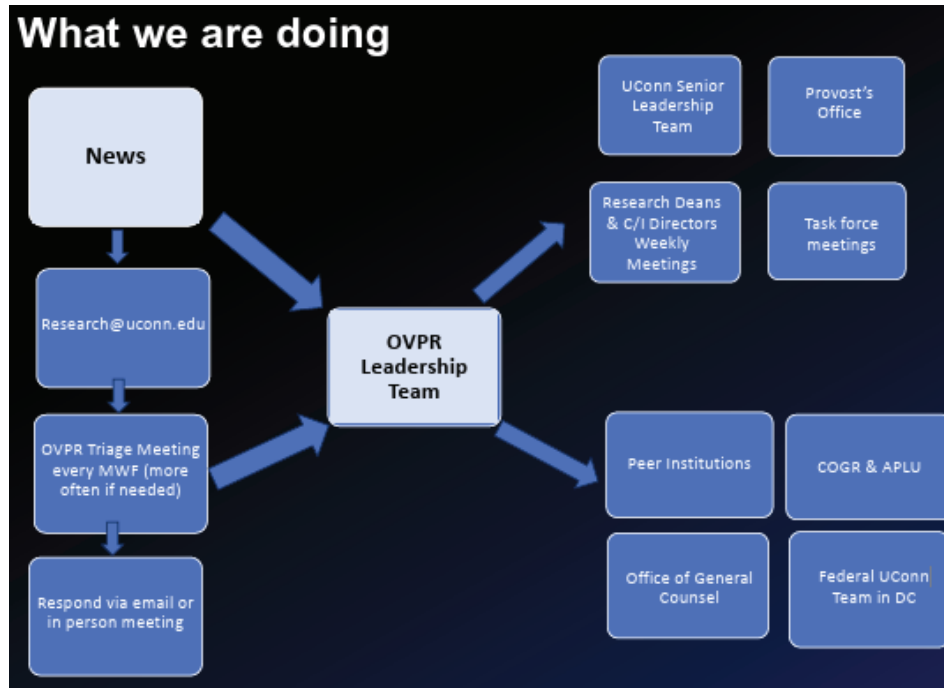 What we are doing
News
Research@uconn.edu
OVPR Triage Meeting
every MWF (more
often if needed)
Respond via email or
in person meeting
OVPR
Leadership
Team
UConn Senior
Leadership
Team
Provost's
Office
Research Deans
& C/I Directors
Weekly
Meetings
Task force
meetings
Peer Institutions
COGR & APLU
Office of General
Counsel
Federal UConn
Team in DC